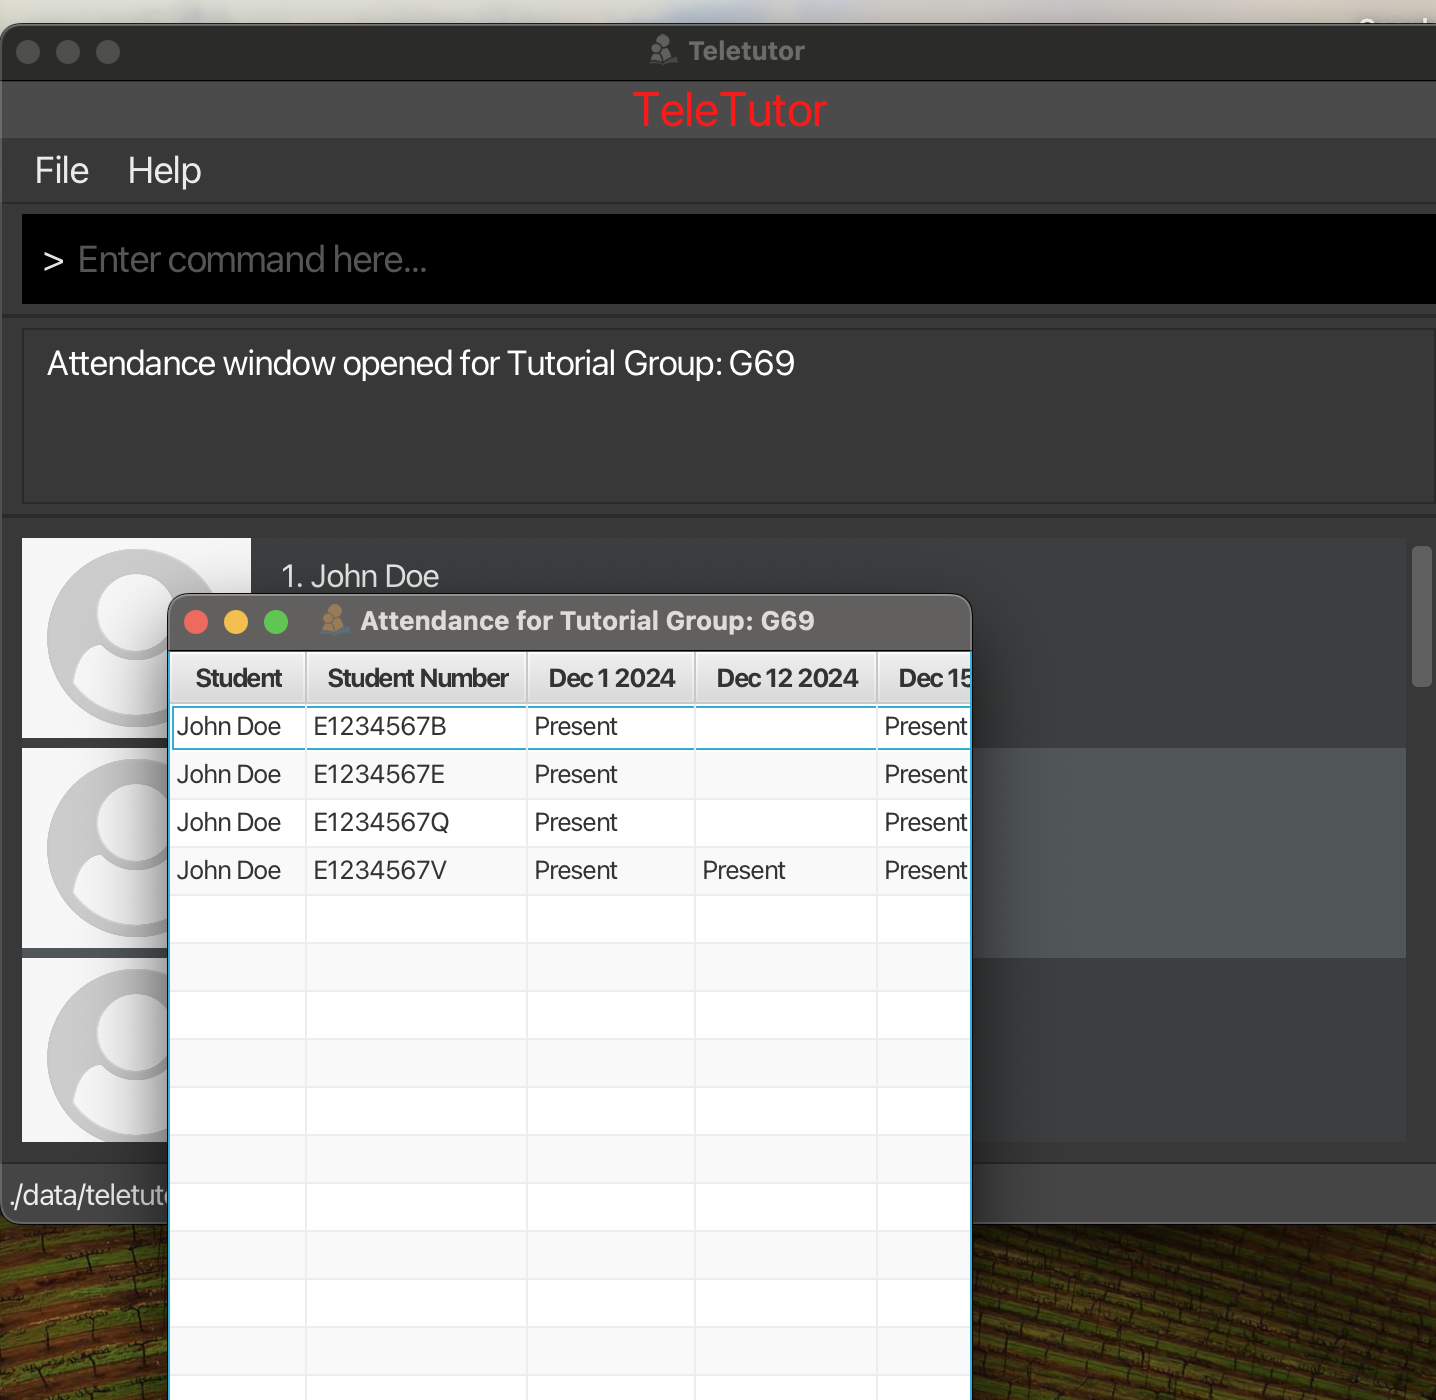 Teletutor
TeleTutor
File Help
> Enter command here...
Attendance window opened for Tutorial Group: G69
1. John Doe
Attendance for Tutorial Group: G69
Student Student Number Dec 1 2024 Dec 12 2024 Dec 15
John Doe E1234567B Present Present
John Doe E1234567E Present Present
John Doe E1234567Q Present Present
John Doe E1234567V Present Present Present
./data/teletut